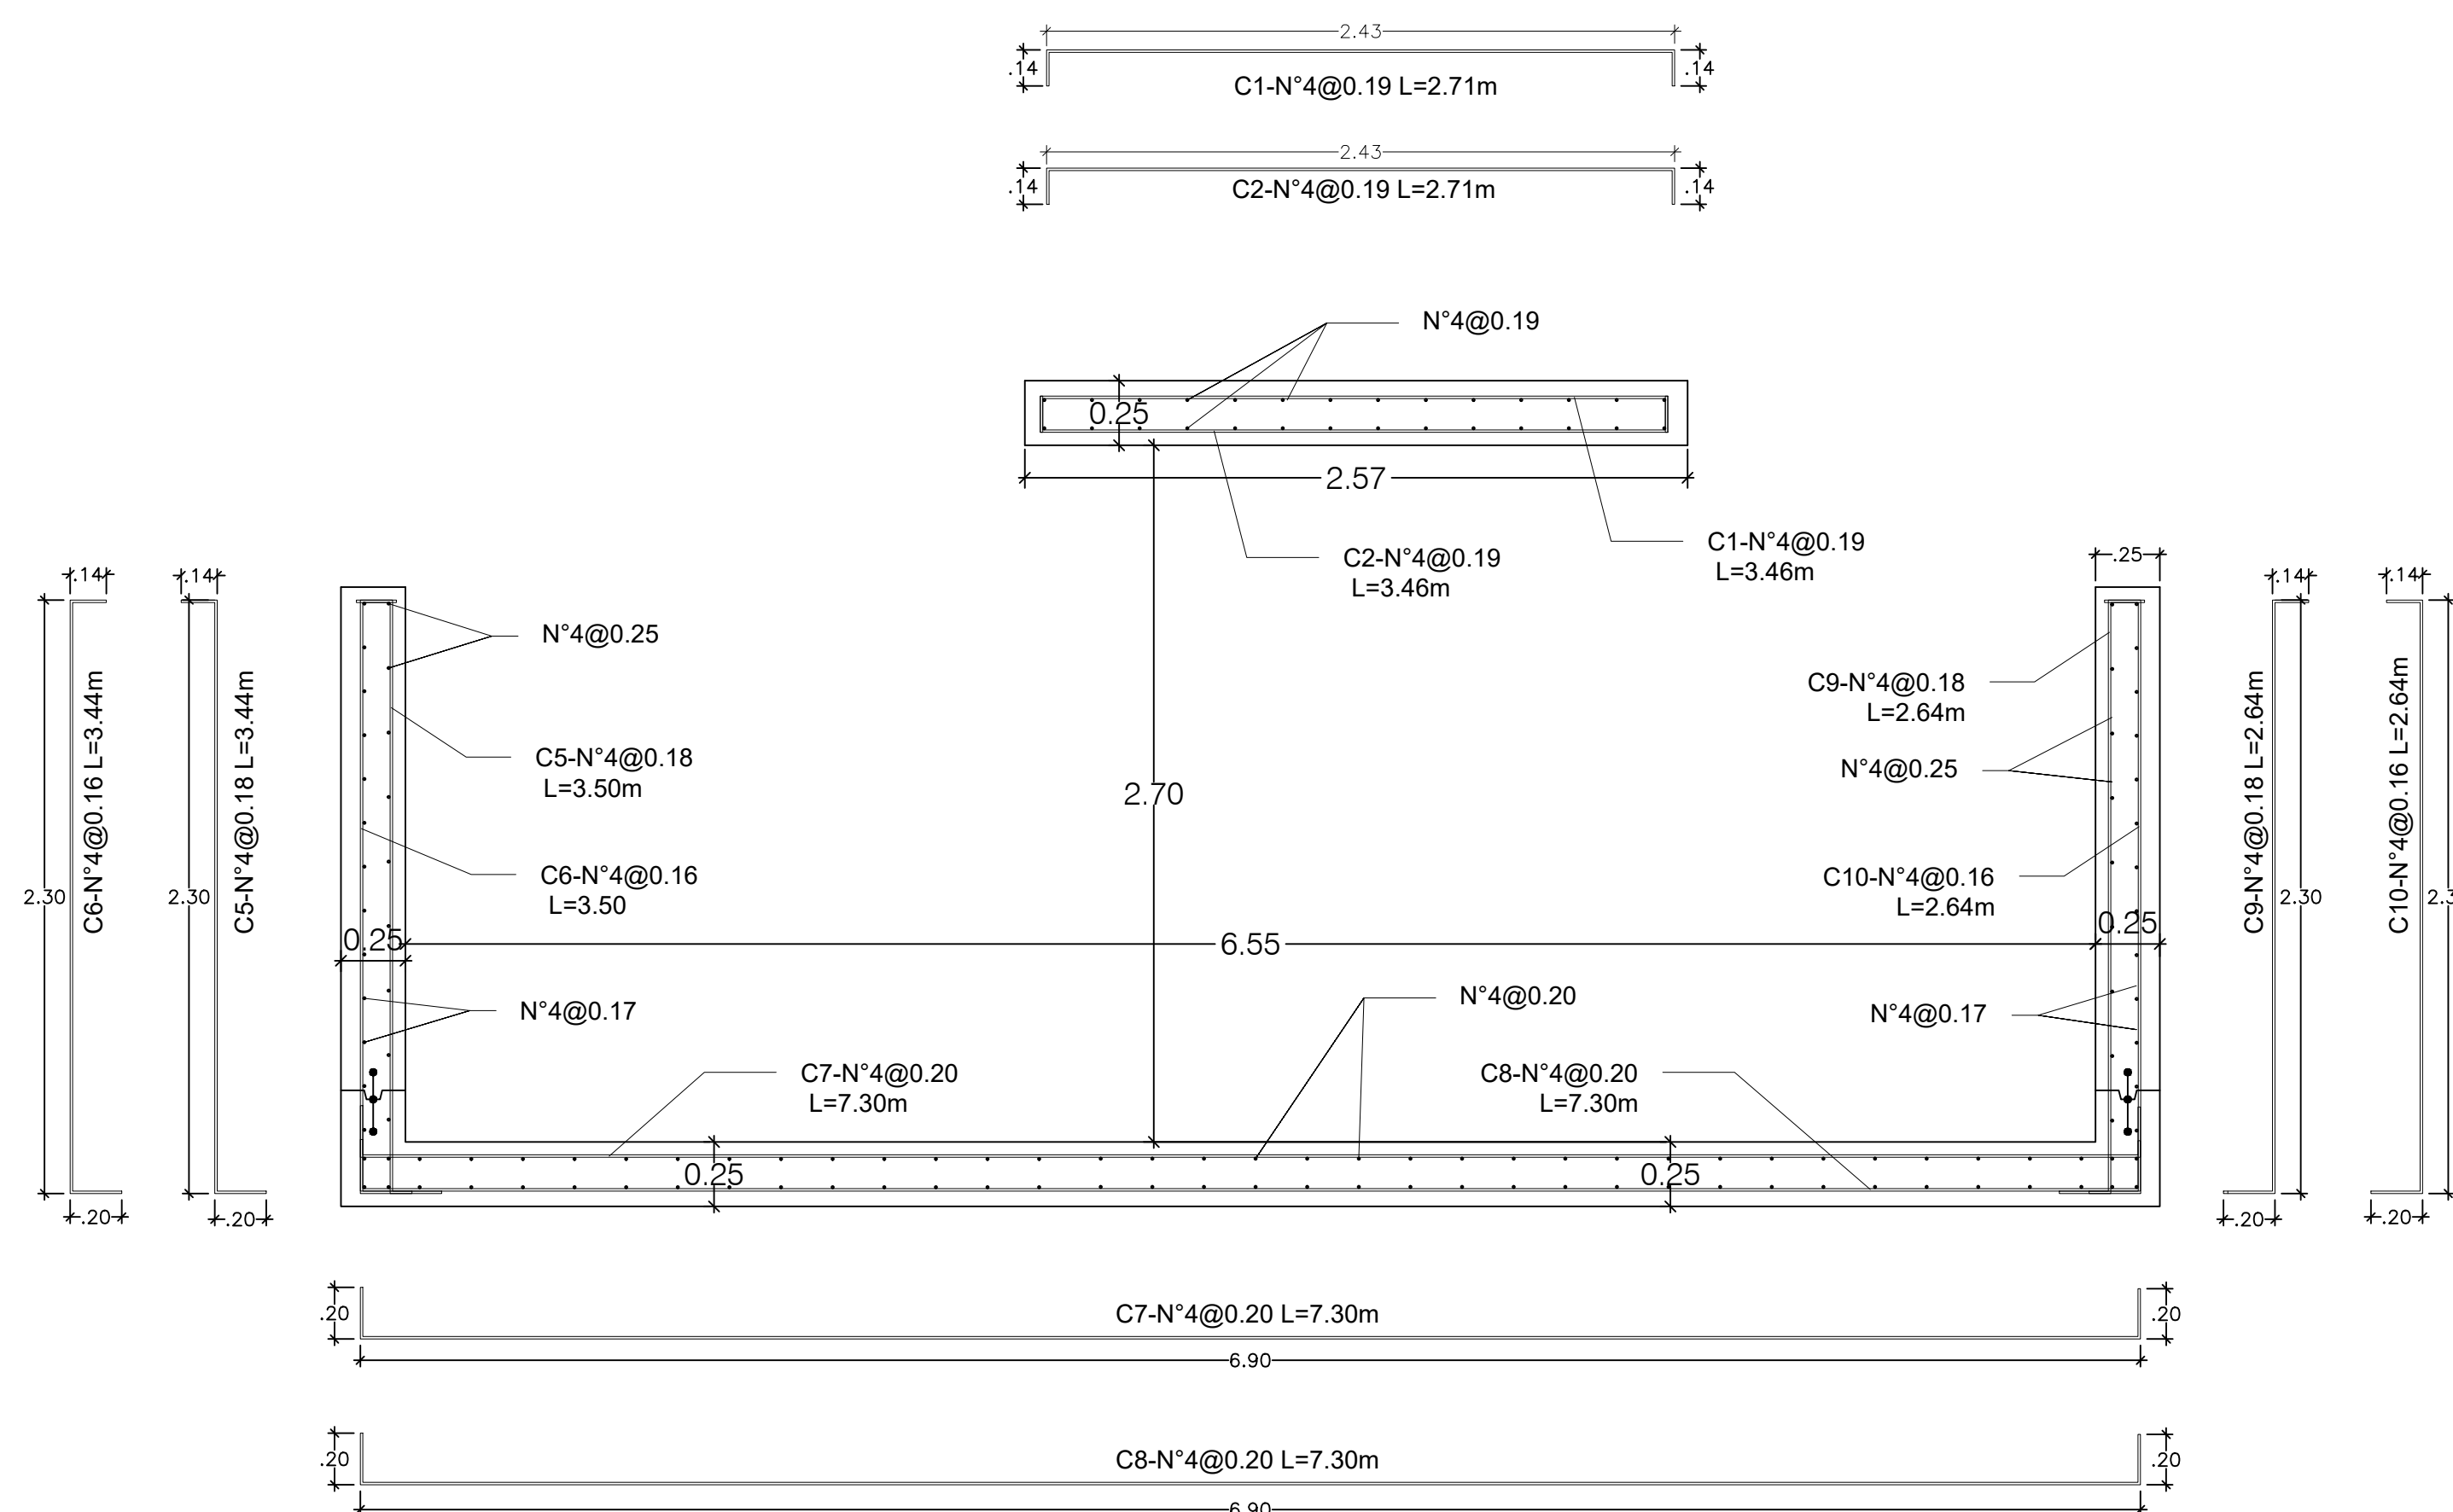 2.43
.14
.14
C1-N°4@0.19 L=2.71m
2.43
.14
.14
C2-N°4@0.19 L=2.71m
N°4@0.19
0.25
2.57
C2-N°4@0.19
L=3.46m
C1-N°4@0.19
L=3.46m
.25
.14
.14
.14
.14
2.30
C6-N°4@0.16 L=3.44m
2.30
C5-N°4@0.18 L=3.44m
N°4@0.25
C5-N°4@0.18
L=3.50m
C6-N°4@0.16
L=3.50
0.25
N°4@0.17
2.70
6.55
C9-N°4@0.18
L=2.64m
N°4@0.25
C10-N°4@0.16
L=2.64m
0.25
N°4@0.17
C9-N°4@0.18 L=2.64m
2.30
C10-N°4@0.16 L=2.64m
N°4@0.20
C7-N°4@0.20
L=7.30m
C8-N°4@0.20
L=7.30m
0.25
0.25
.20
.20
.20
.20
.20
C7-N°4@0.20 L=7.30m
.20
6.90
.20
C8-N°4@0.20 L=7.30m
.20
6.90